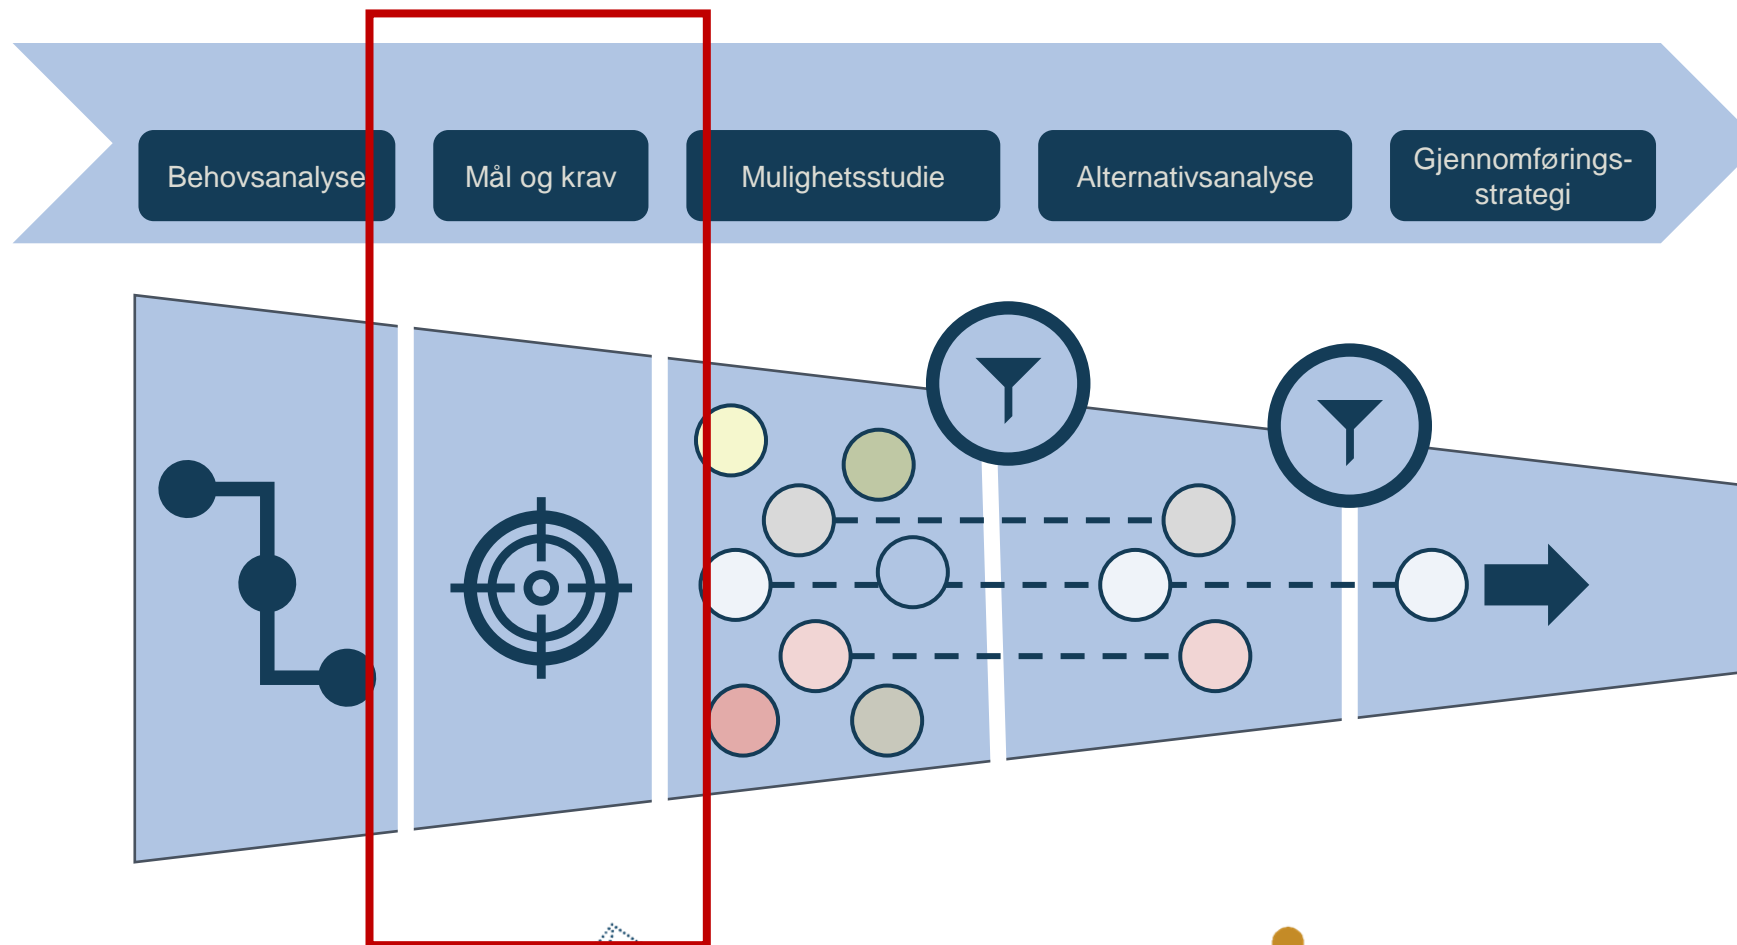 Behovsanalyse
Mål og krav
Mulighetsstudie
Alternativsanalyse
Gjennomførings-
strategi